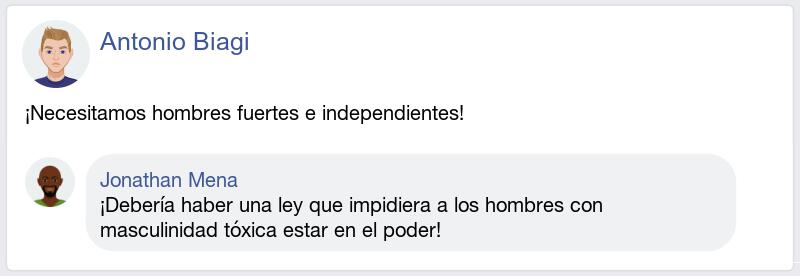 Antonio Biagi
¡Necesitamos hombres fuertes e independientes!
Jonathan Mena
¡Debería haber una ley que impidiera a los hombres con
masculinidad tóxica estar en el poder!